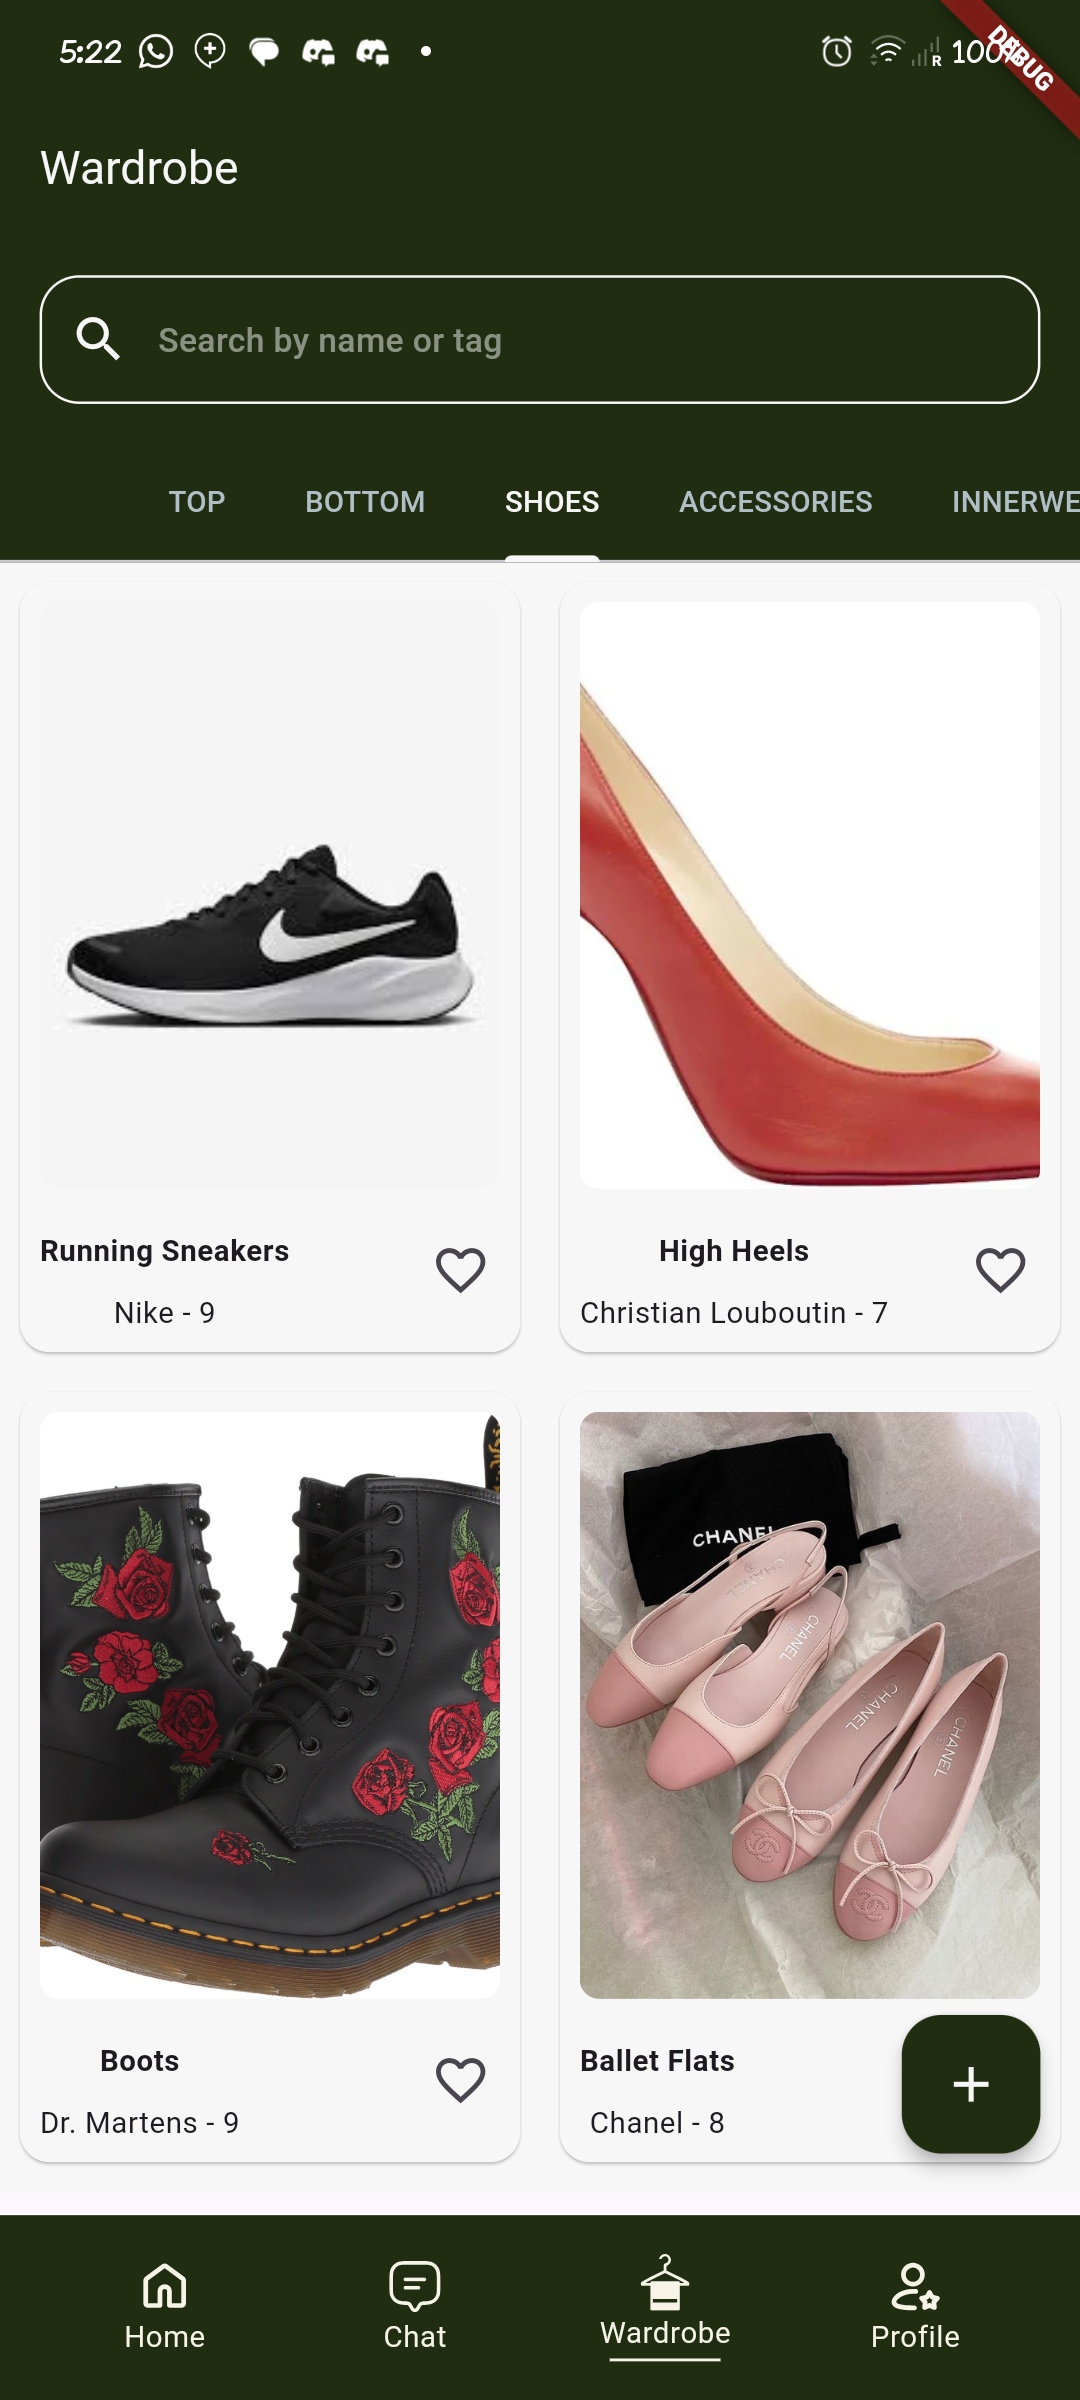 5:22
R 100%
DEBUG
Wardrobe
Search by name or tag
TOP BOTTOM SHOES ACCESSORIES INNERWE
Running Sneakers
Nike - 9
High Heels
Christian Louboutin - 7
CHANEL
CHANEL
CHANEL
CHANEL
CHANEL
Boots
Dr. Martens - 9
Ballet Flats
Chanel - 8
+
Home
Chat
Wardrobe
Profile